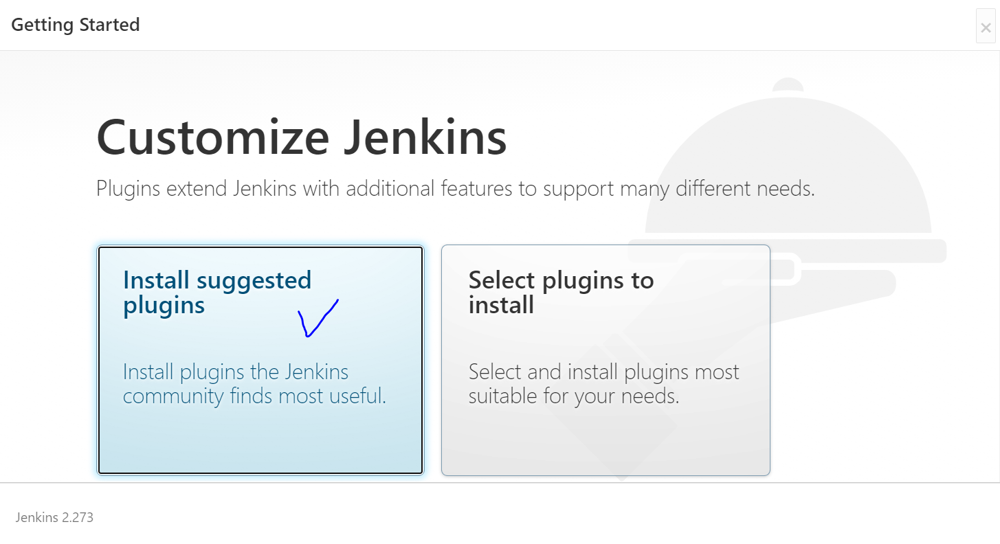 Getting Started
×
Customize Jenkins
Plugins extend Jenkins with additional features to support many different needs.
Install suggested
plugins
Install plugins the Jenkins
community finds most useful.
Select plugins to
install
Select and install plugins most
suitable for your needs.
Jenkins 2.273